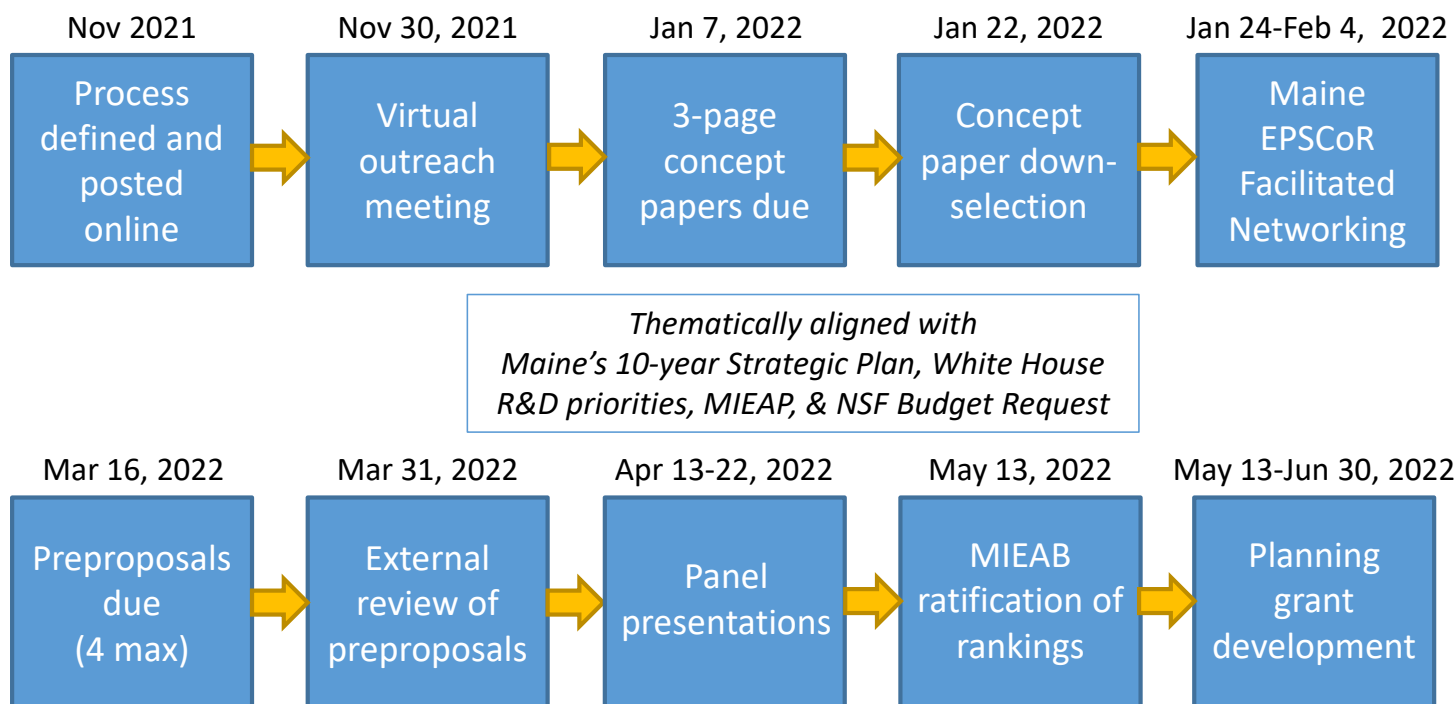 Nov 2021
Nov 30, 2021
Jan 7, 2022
Jan 22, 2022
Jan 24-Feb 4, 2022
Process
defined and
posted
online
Virtual
outreach
meeting
3-page
concept
papers due
Concept
paper down-
selection
Maine
EPSCoR
Facilitated
Networking
Thematically aligned with
Maine's 10-year Strategic Plan, White House
R&D priorities, MIEAP, & NSF Budget Request
Mar 16, 2022
Mar 31, 2022
Apr 13-22, 2022
May 13, 2022
May 13-Jun 30, 2022
Preproposals
due
(4 max)
External
review of
preproposals
Panel
presentations
MIEAB
ratification of
rankings
Planning
grant
development